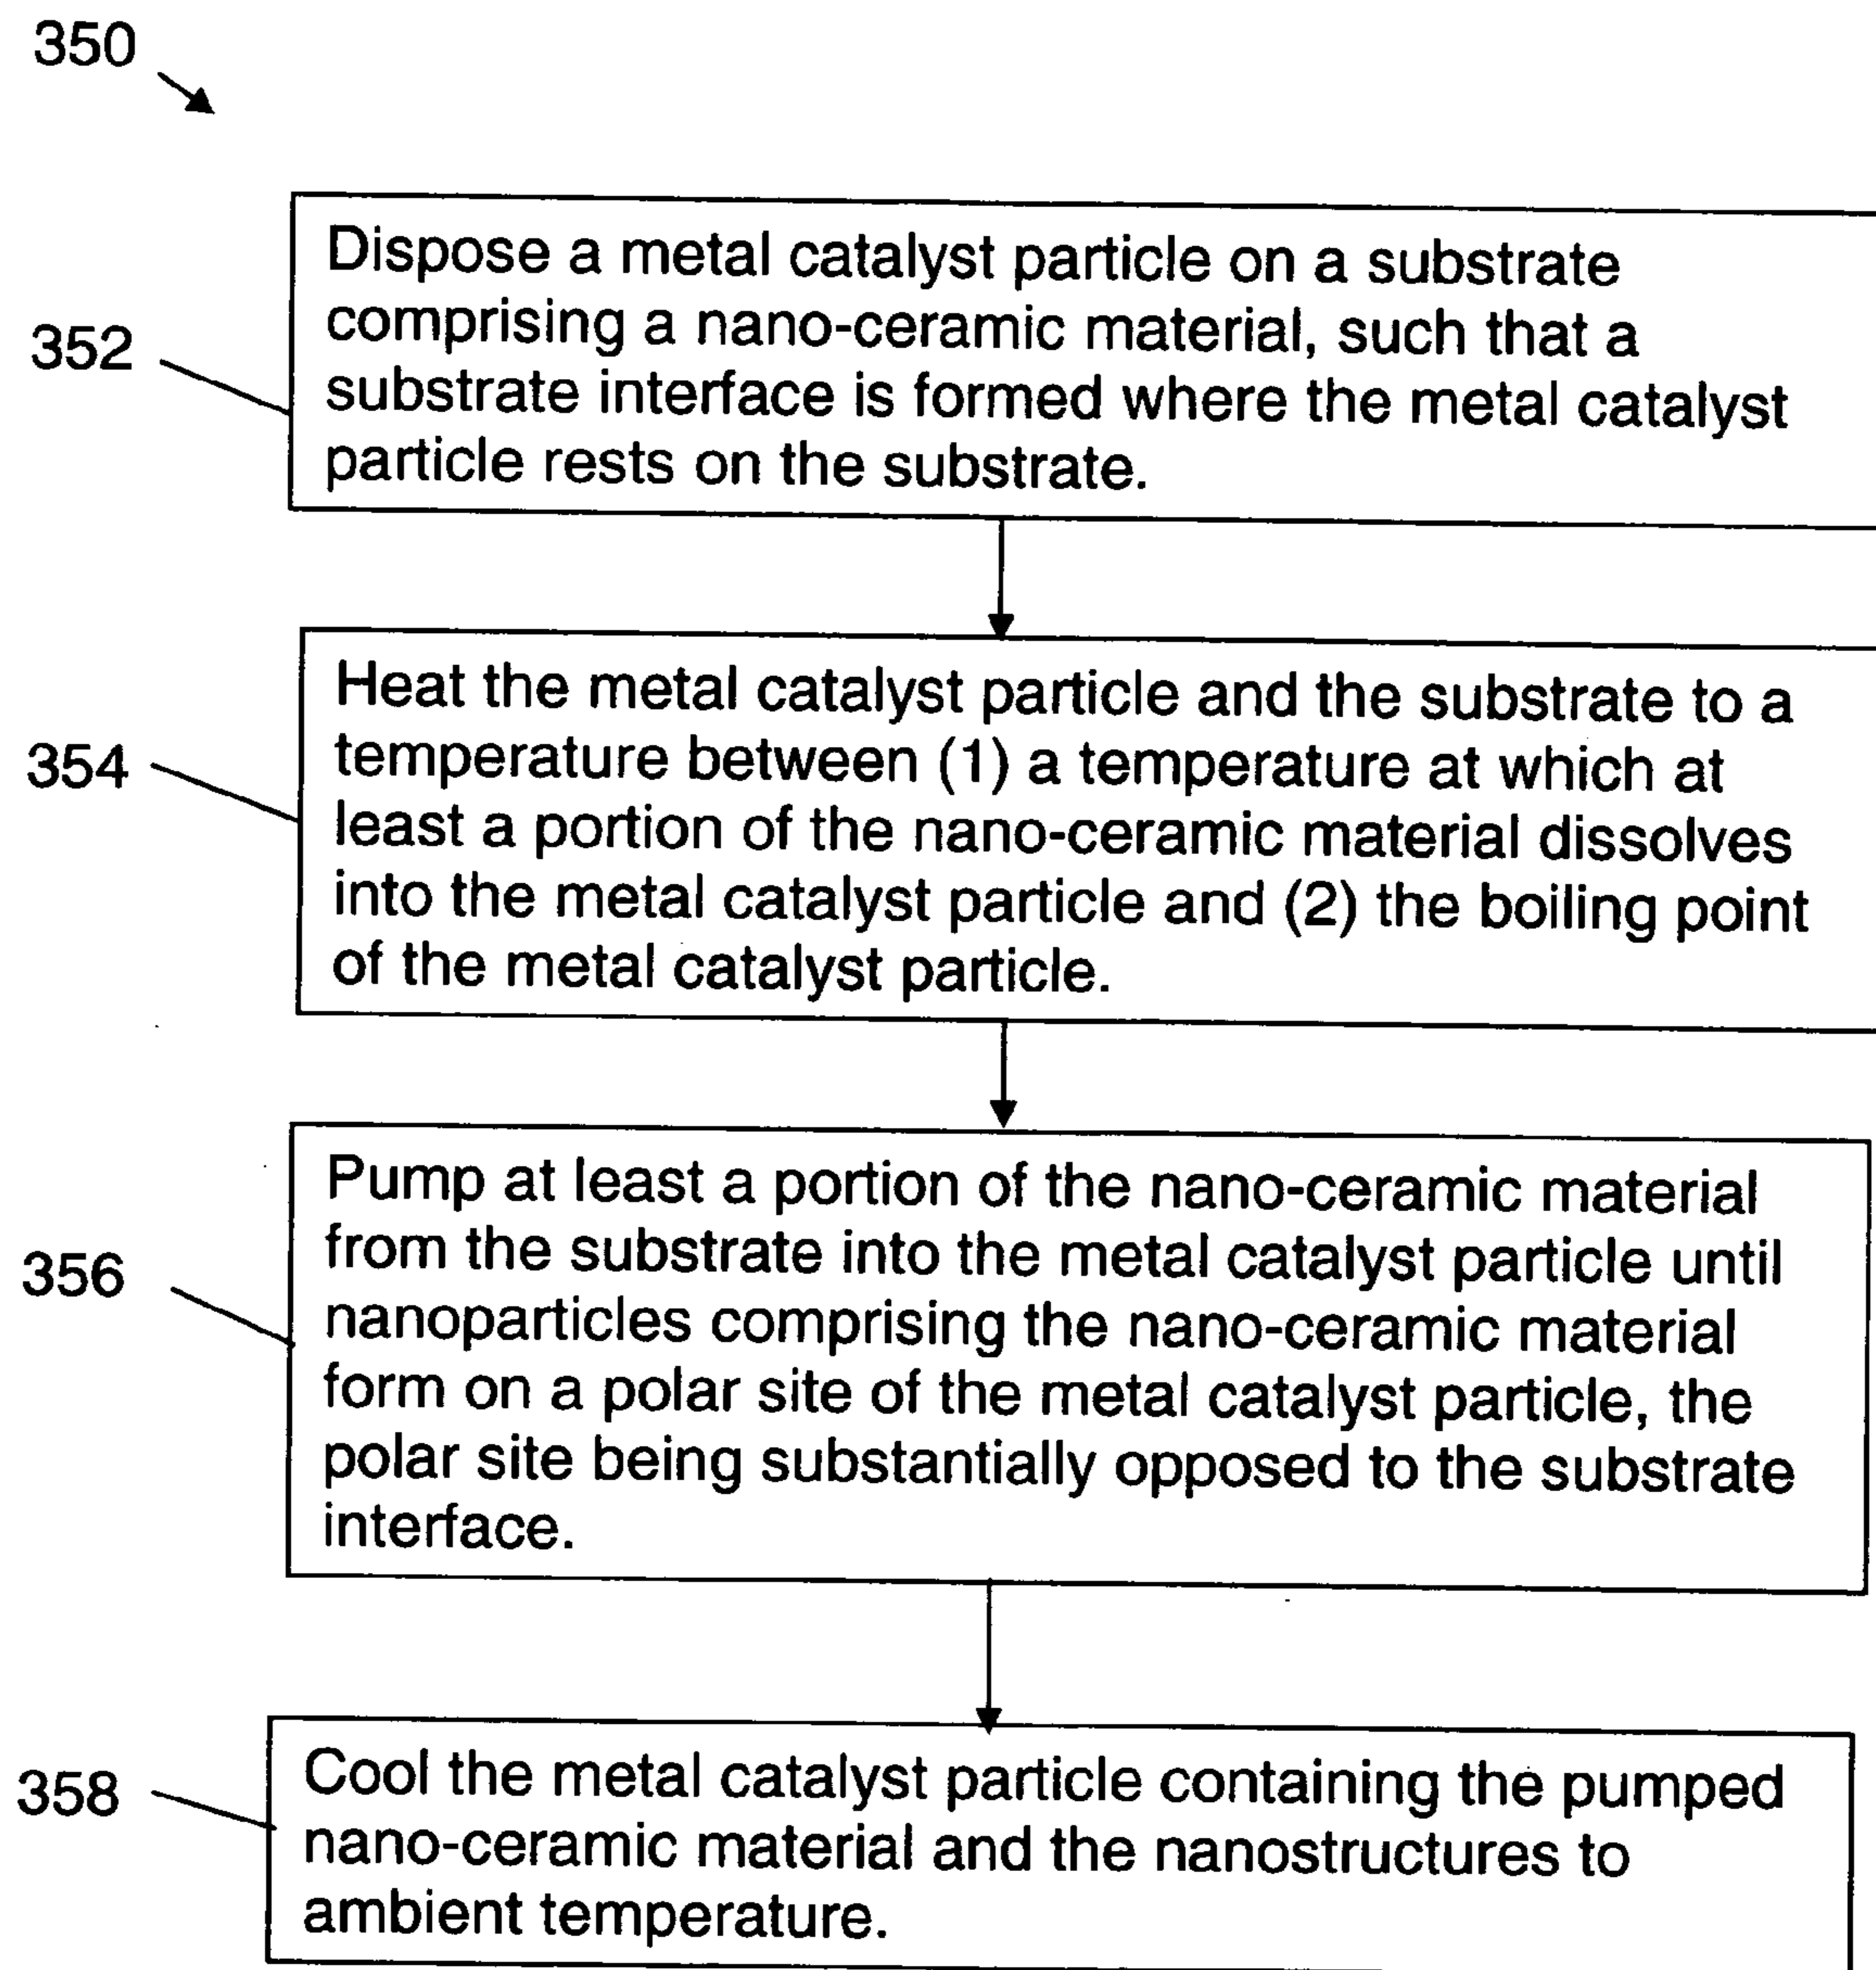 350
352
Dispose a metal catalyst particle on a substrate
comprising a nano-ceramic material, such that a
substrate interface is formed where the metal catalyst
particle rests on the substrate.
354
Heat the metal catalyst particle and the substrate to a
temperature between (1) a temperature at which at
least a portion of the nano-ceramic material dissolves
into the metal catalyst particle and (2) the boiling point
of the metal catalyst particle.
356
Pump at least a portion of the nano-ceramic material
from the substrate into the metal catalyst particle until
nanoparticles comprising the nano-ceramic material
form on a polar site of the metal catalyst particle, the
polar site being substantially opposed to the substrate
interface.
358
Cool the metal catalyst particle containing the pumped
nano-ceramic material and the nanostructures to
ambient temperature.